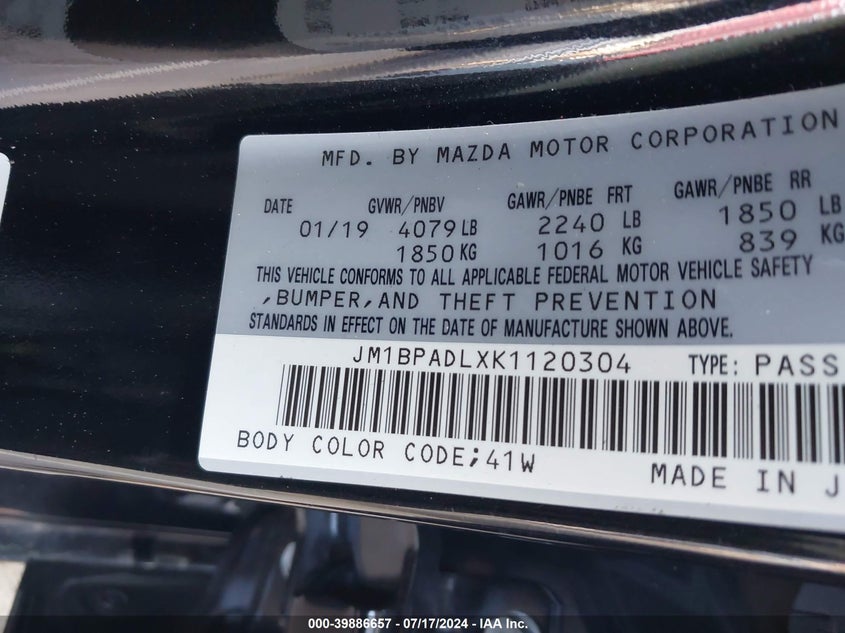 MFD. BY MAZDA MOTOR CORPORATION
DATE GVWR/PNBV GAWR/PNBE FRT GAWR/PNBE RR
01/19 4079 LB 2240 LB 1850 LB
1850 KG 1016 KG 839 KG
THIS VEHICLE CONFORMS TO ALL APPLICABLE FEDERAL MOTOR VEHICLE SAFETY
,BUMPER,AND THEFT PREVENTION
STANDARDS IN EFFECT ON THE DATE OF MANUFACTURE SHOWN ABOVE.
JM1BPADLXK1120304 TYPE: PASS
BODY COLOR CODE;41W
MADE IN J
000-39886657 - 07/17/2024 - IAA Inc.